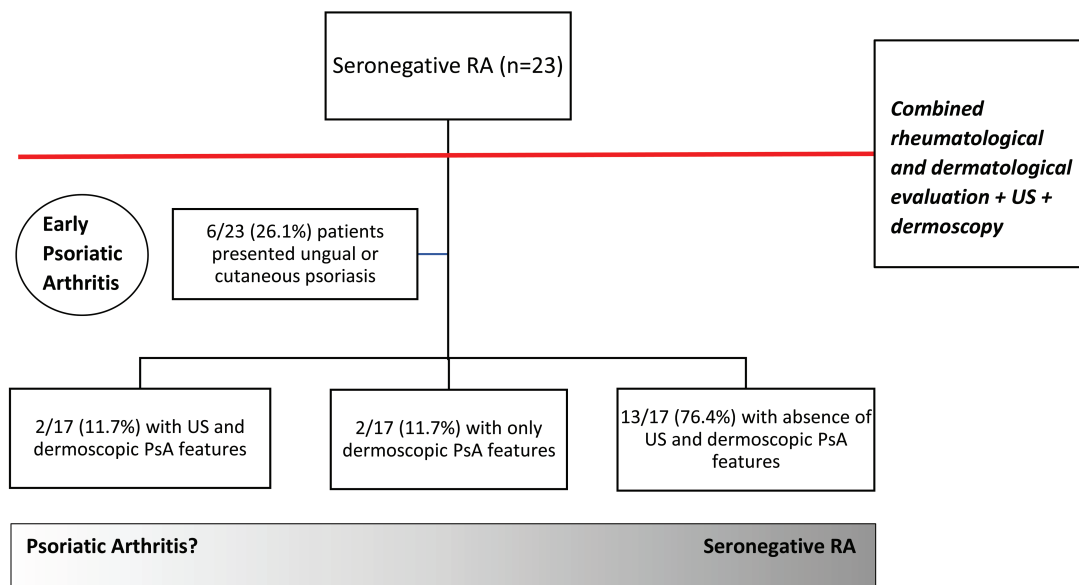 Seronegative RA (n=23)
Combined
rheumatological
and dermatological
evaluation + US +
dermoscopy
Early
Psoriatic
Arthritis
6/23 (26.1%) patients
presented ungual or
cutaneous psoriasis
2/17 (11.7%) with US and
dermoscopic PsA features
2/17 (11.7%) with only
dermoscopic PsA features
13/17 (76.4%) with absence of
US and dermoscopic PsA
features
Psoriatic Arthritis?
Seronegative RA